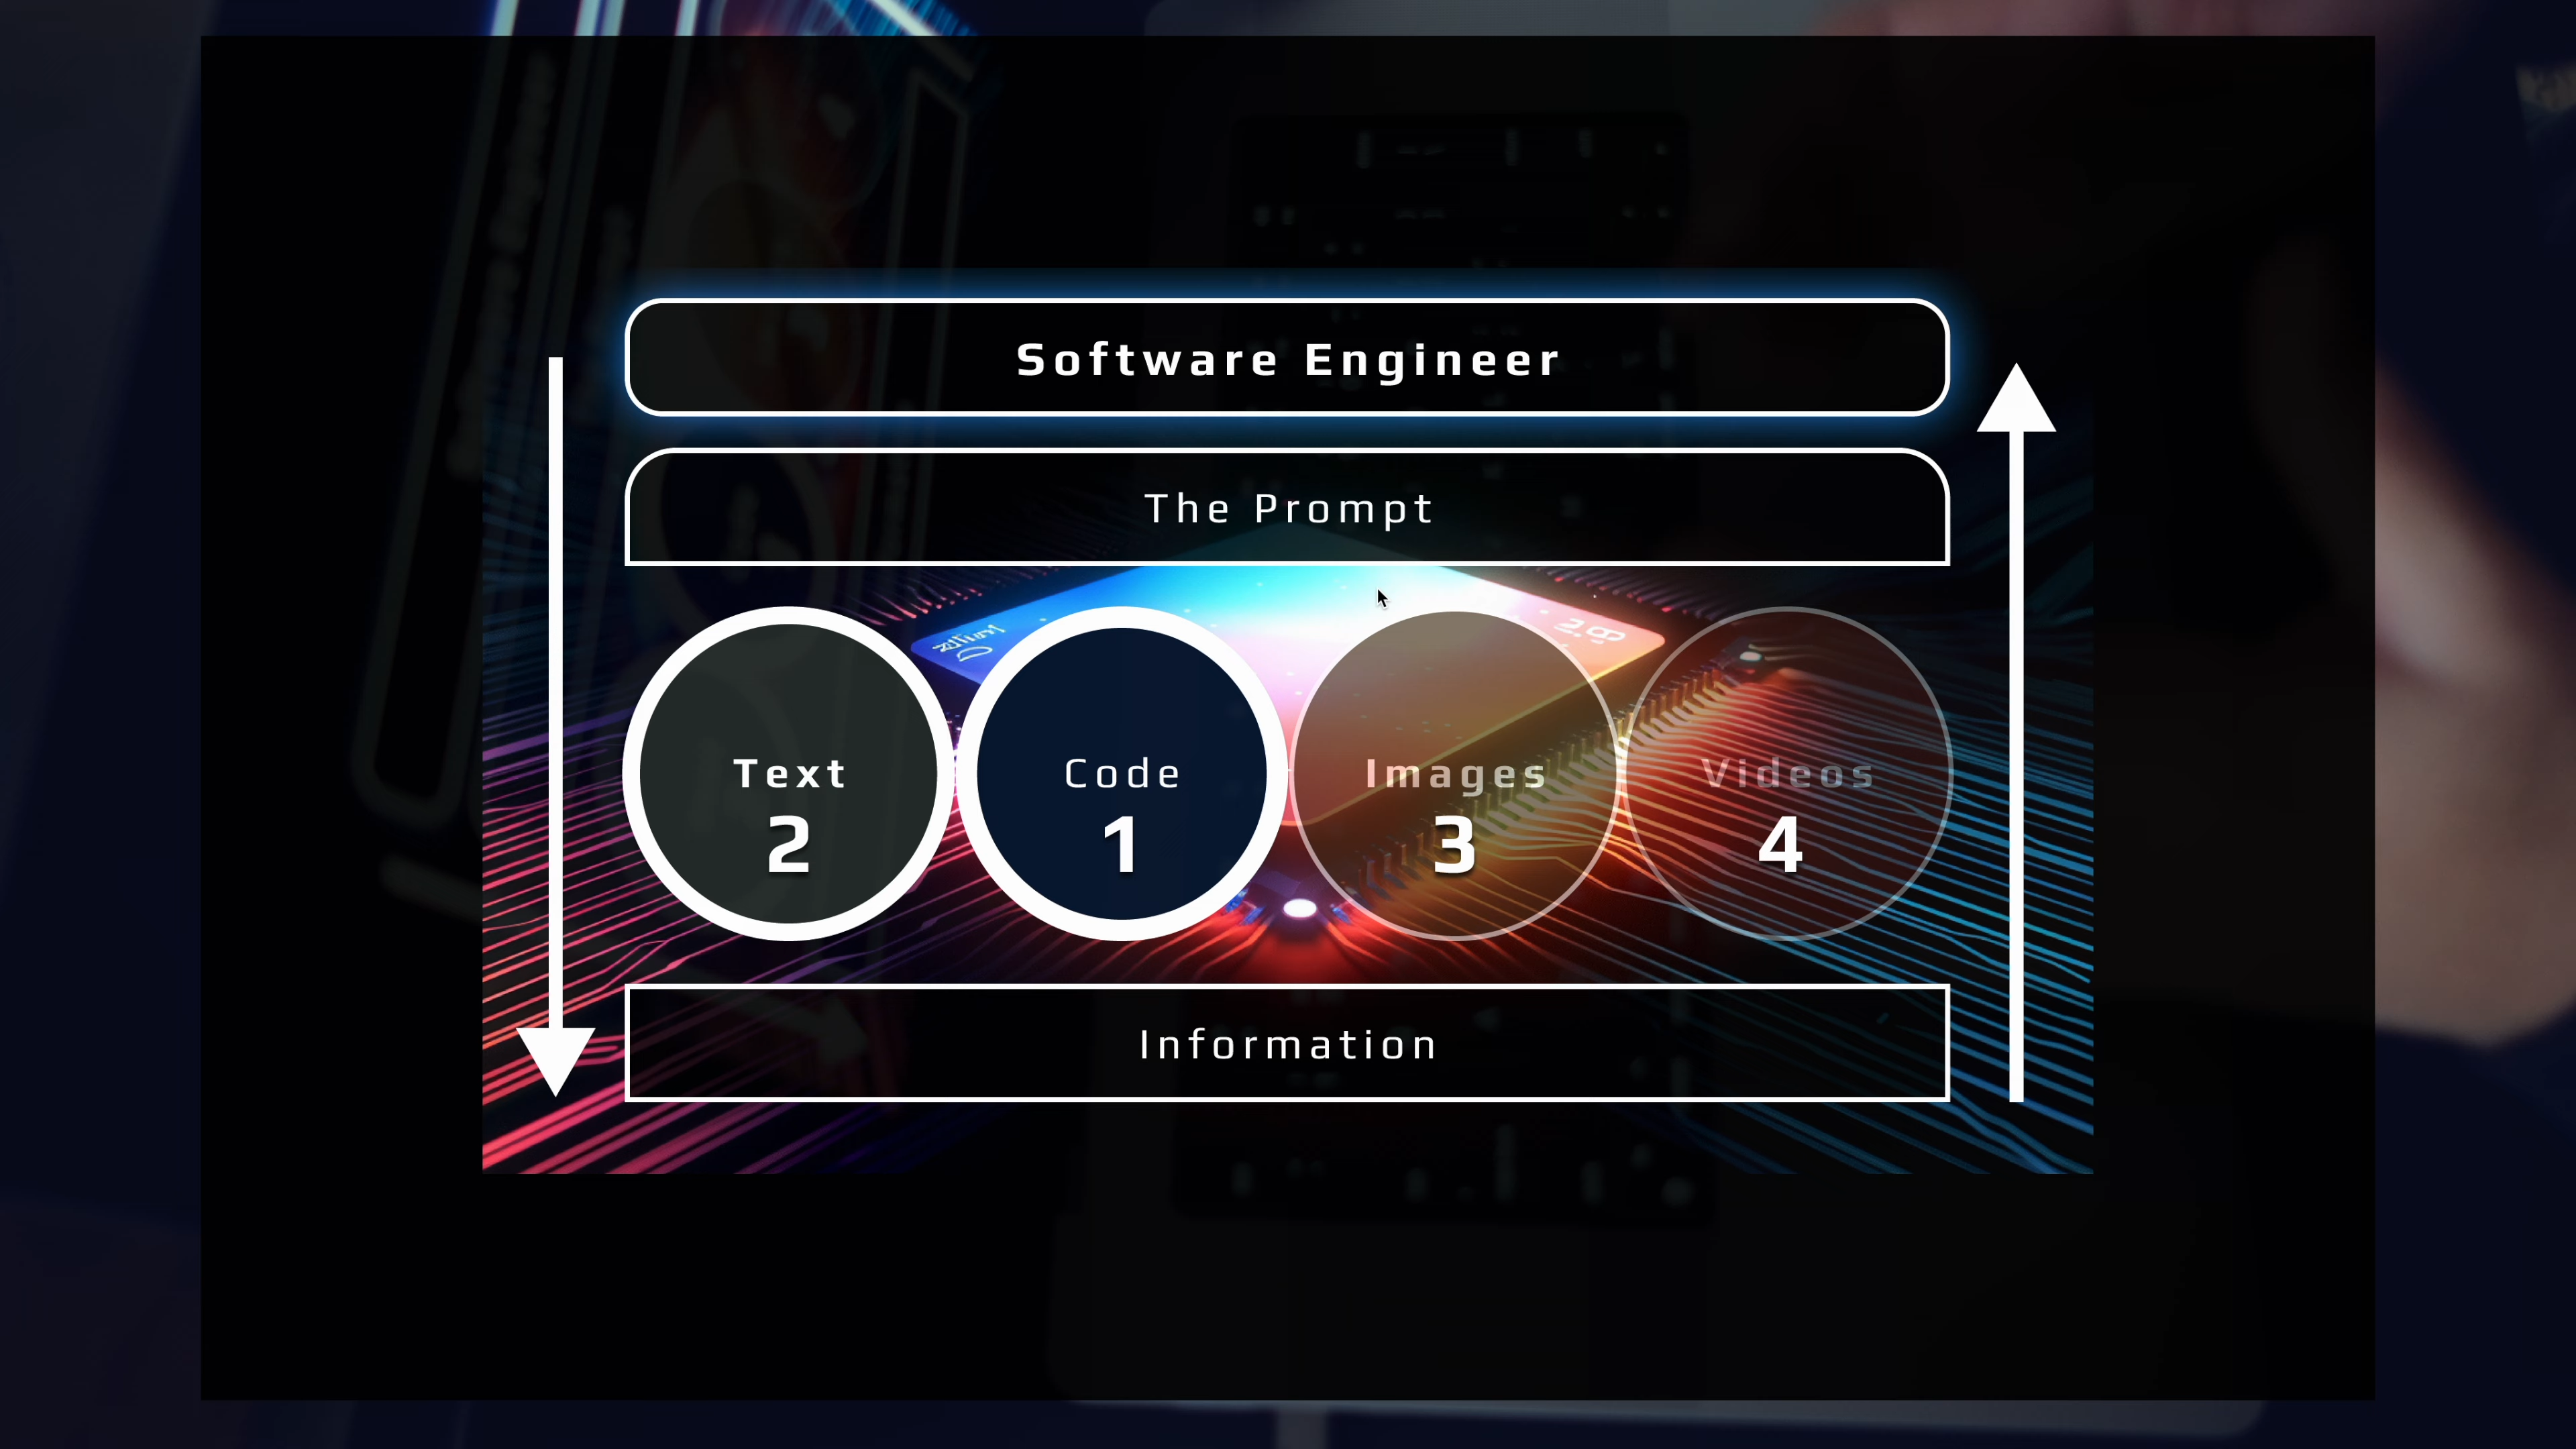 Software Engineer
The Prompt
Text
2
Code
1
Images
3
Videos
4
Information